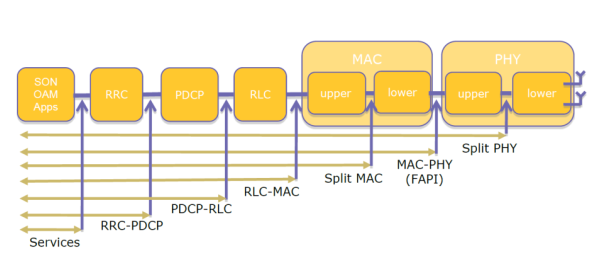 MAC
PHY
SON
OAM
Apps
RRC
PDCP
RLC
upper
lower
upper
lower
Split PHY
MAC-PHY
(FAPI)
Split MAC
RLC-MAC
PDCP-RLC
RRC-PDCP
Services